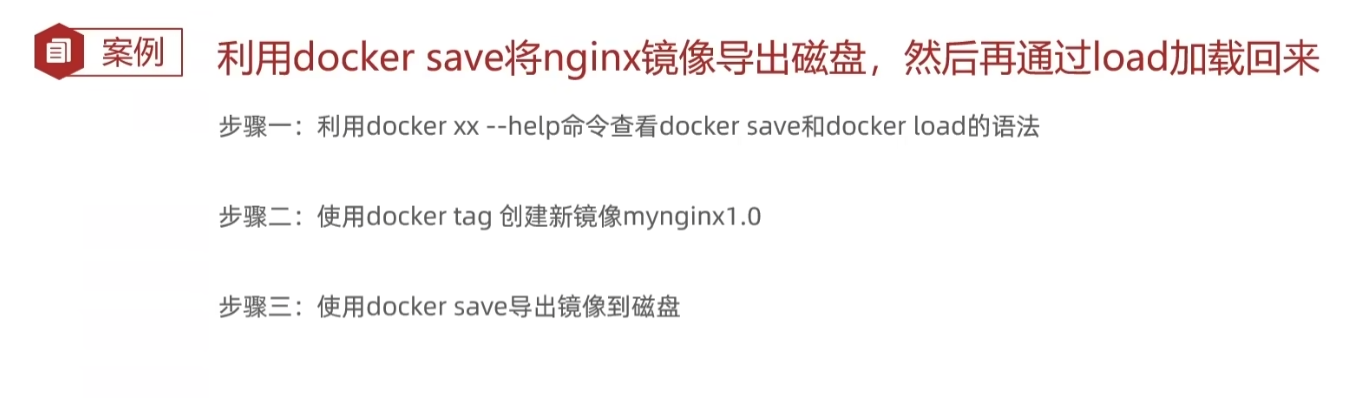 案例
利用docker save将nginx镜像导出磁盘，然后再通过load加载回来
步骤一：利用docker xx --help命令查看docker save和docker load的语法
步骤二：使用docker tag 创建新镜像mynginx1.0
步骤三：使用docker save导出镜像到磁盘